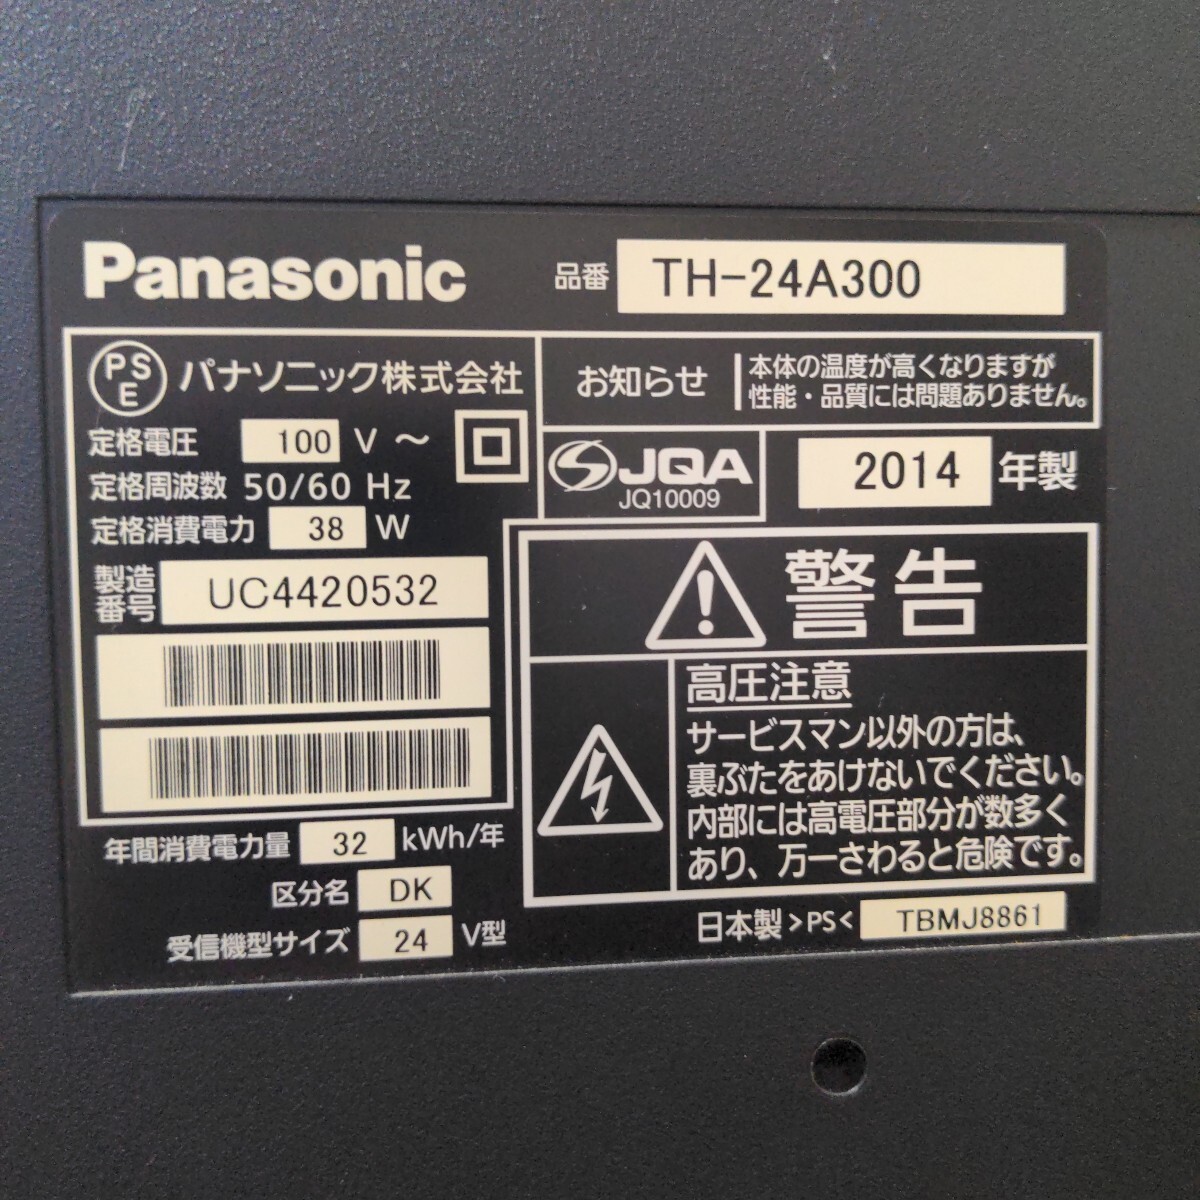 Panasonic
品番 TH-24A300
PSE パナソニック株式会社
定格電圧 100 V ～
定格周波数 50/60 Hz
定格消費電力 38 W
製造番号 UC4420532
お知らせ
本体の温度が高くなりますが
性能・品質には問題ありません。
JQA
JQ10009
2014 年製
警告
高圧注意
サービスマン以外の方は、
裏ぶたをあけないでください。
内部には高電圧部分が数多く
あり、万一さわると危険です。
年間消費電力量 32 kWh/年
区分名 DK
受信機型サイズ 24 V型
日本製 >PS< TBMJ8861